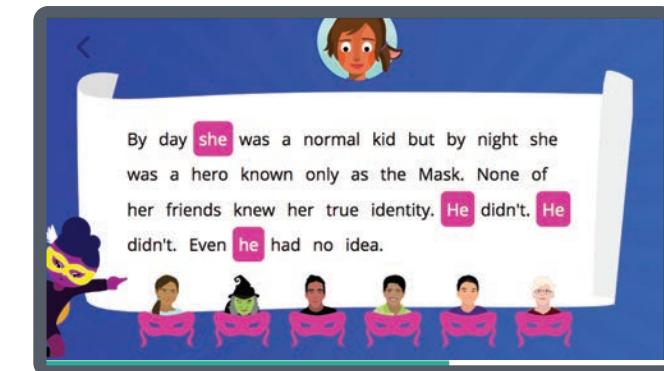 By day she was a normal kid but by night she
was a hero known only as the Mask. None of
her friends knew her true identity. He didn't. He
didn't. Even he had no idea.